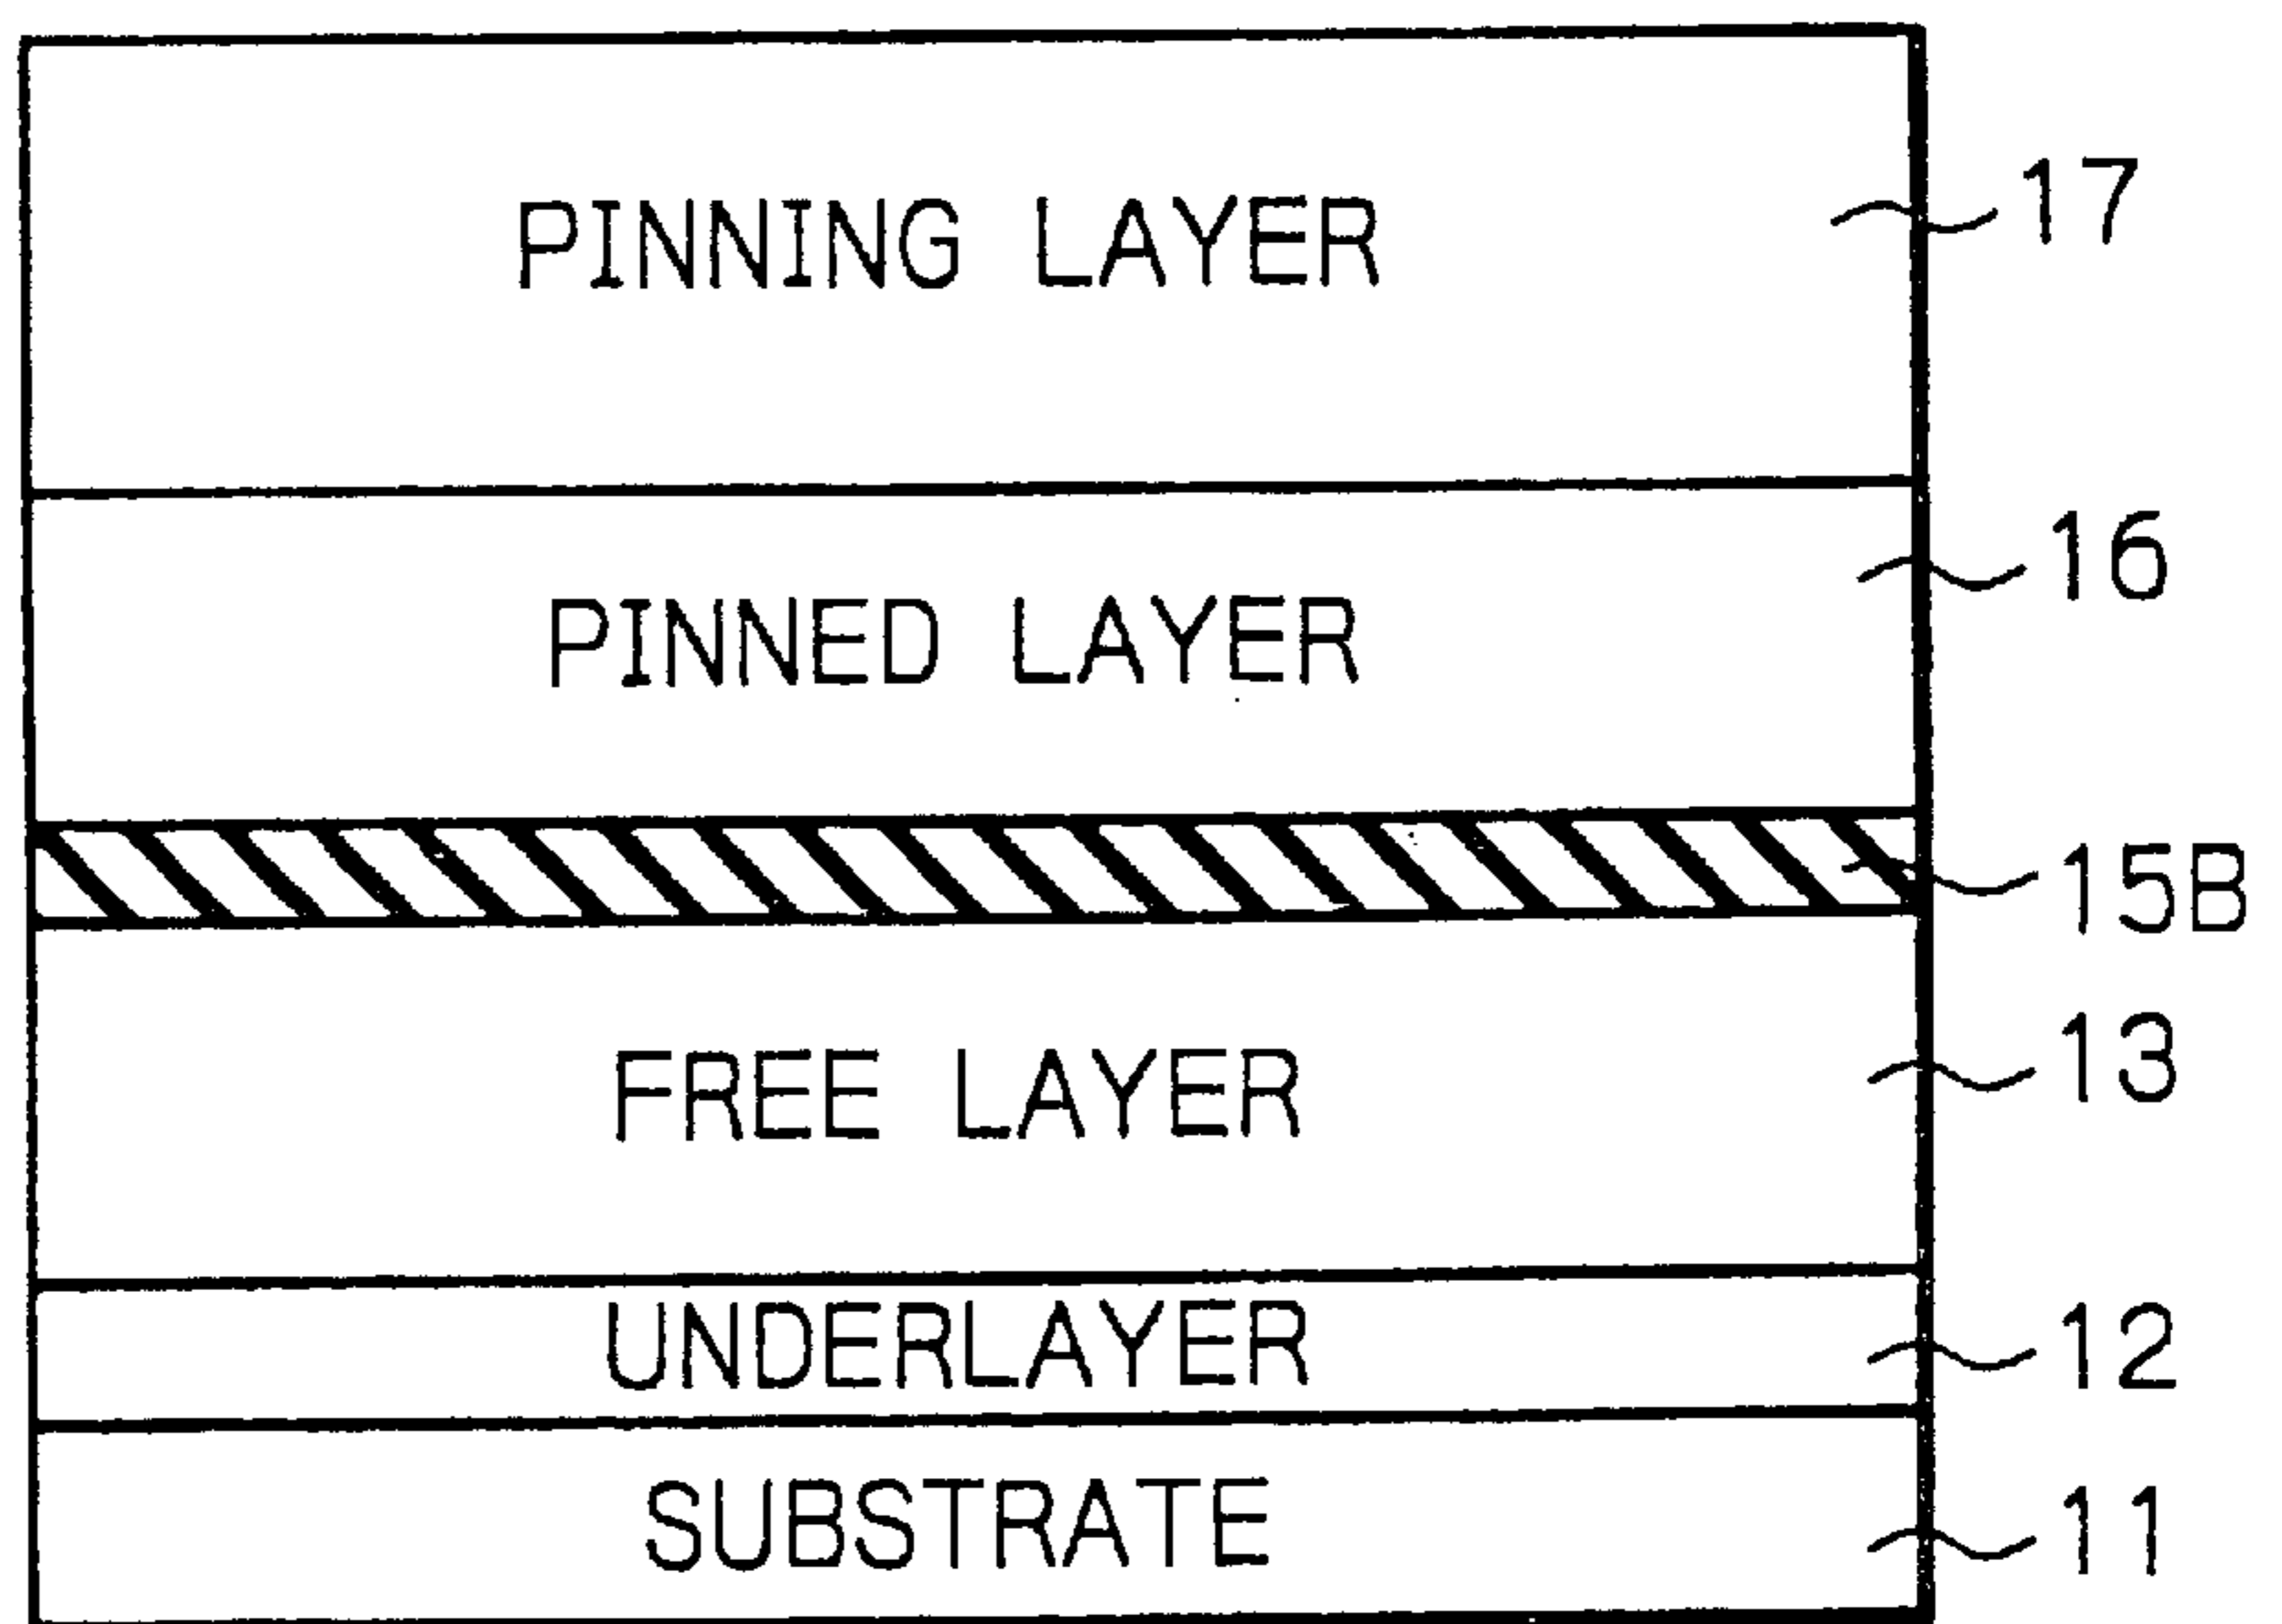 PINNING LAYER 17
PINNED LAYER 16
15B
FREE LAYER 13
UNDERLAYER 12
SUBSTRATE 11